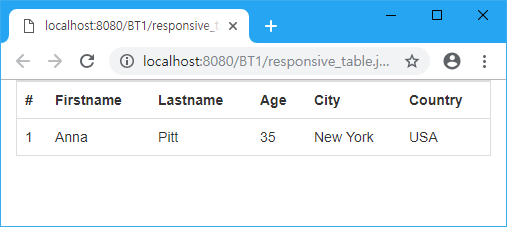 localhost:8080/BT1/responsive_t
localhost:8080/BT1/responsive_table.j...
# Firstname Lastname Age City Country
1 Anna Pitt 35 New York USA